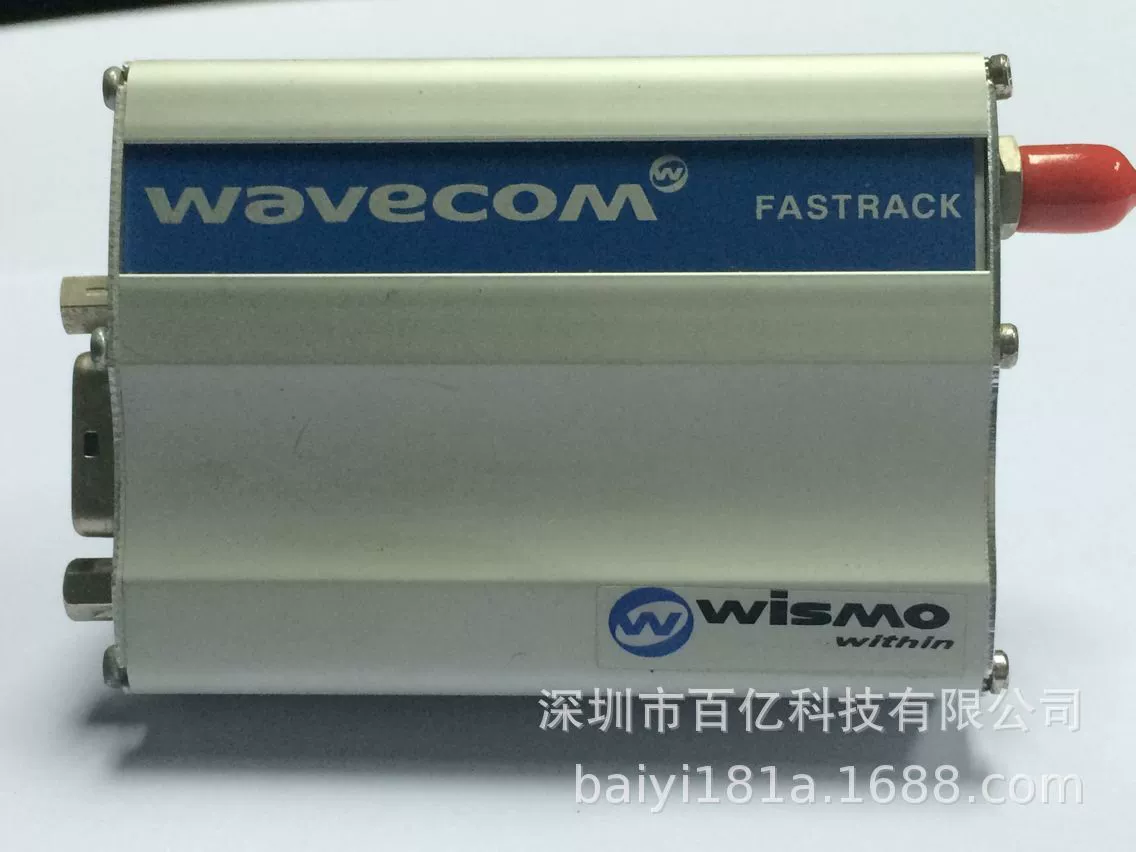 wavecom W
FASTRACK
W wismo
within
深圳市百亿科技有限公司
baiyi181a.1688.com